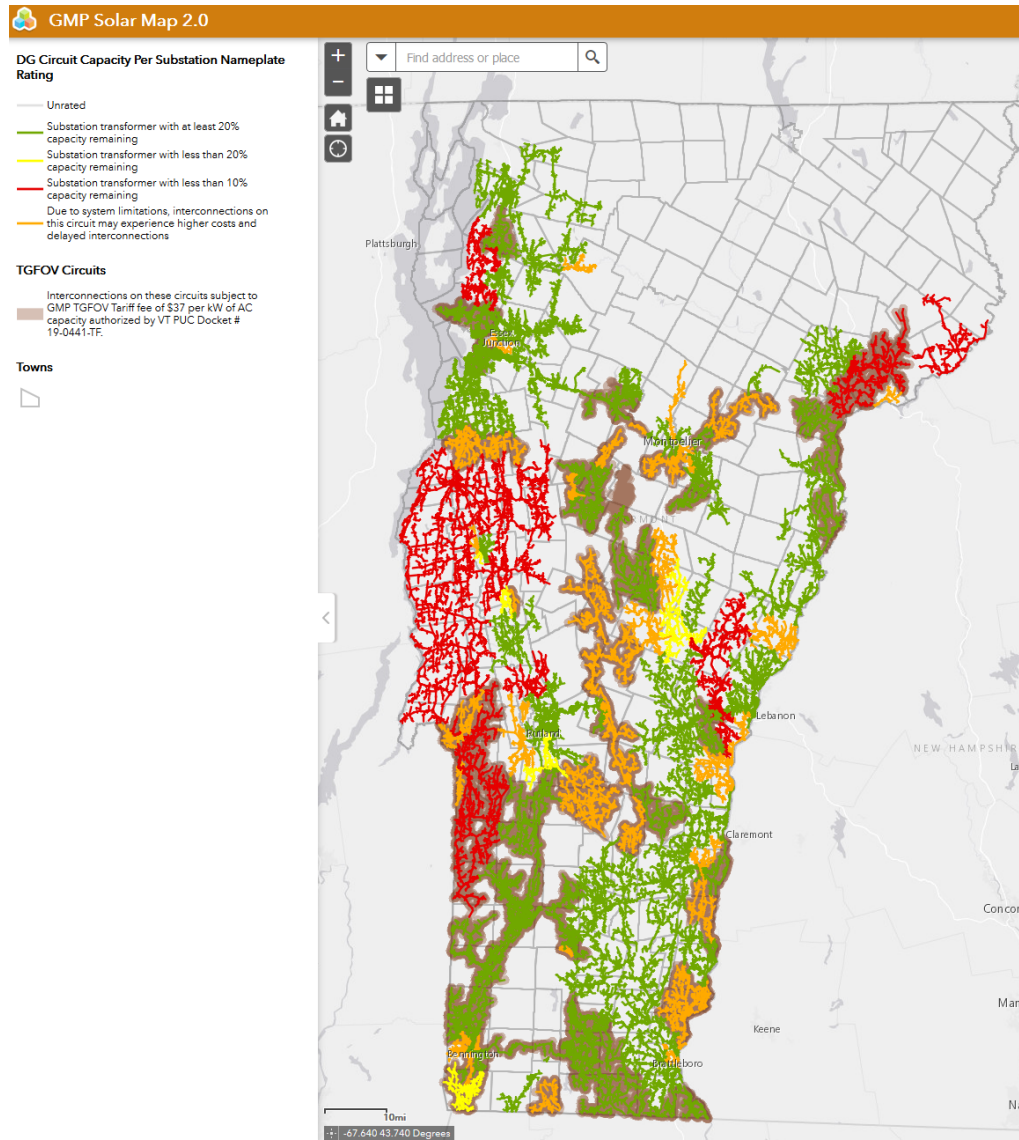 GMP Solar Map 2.0
DG Circuit Capacity Per Substation Nameplate
Rating
Unrated
Substation transformer with at least 20%
capacity remaining
Substation transformer with less than 20%
capacity remaining
Substation transformer with less than 10%
capacity remaining
Due to system limitations, interconnections on
this circuit may experience higher costs and
delayed interconnections
TGFOV Circuits
Interconnections on these circuits subject to
GMP TGFOV Tariff fee of $37 per kW of AC
capacity authorized by VT PUC Docket #
19-0441-TF.
Towns
+
−
Find address or place
Plattsburgh
Essex
Junction
Montpelier
Lebanon
Rutland
NEW HAMPSHIRE
La
Claremont
Concor
Man
Keene
Bennington
Brattleboro
Na
10mi
-67.640 43.740 Degrees